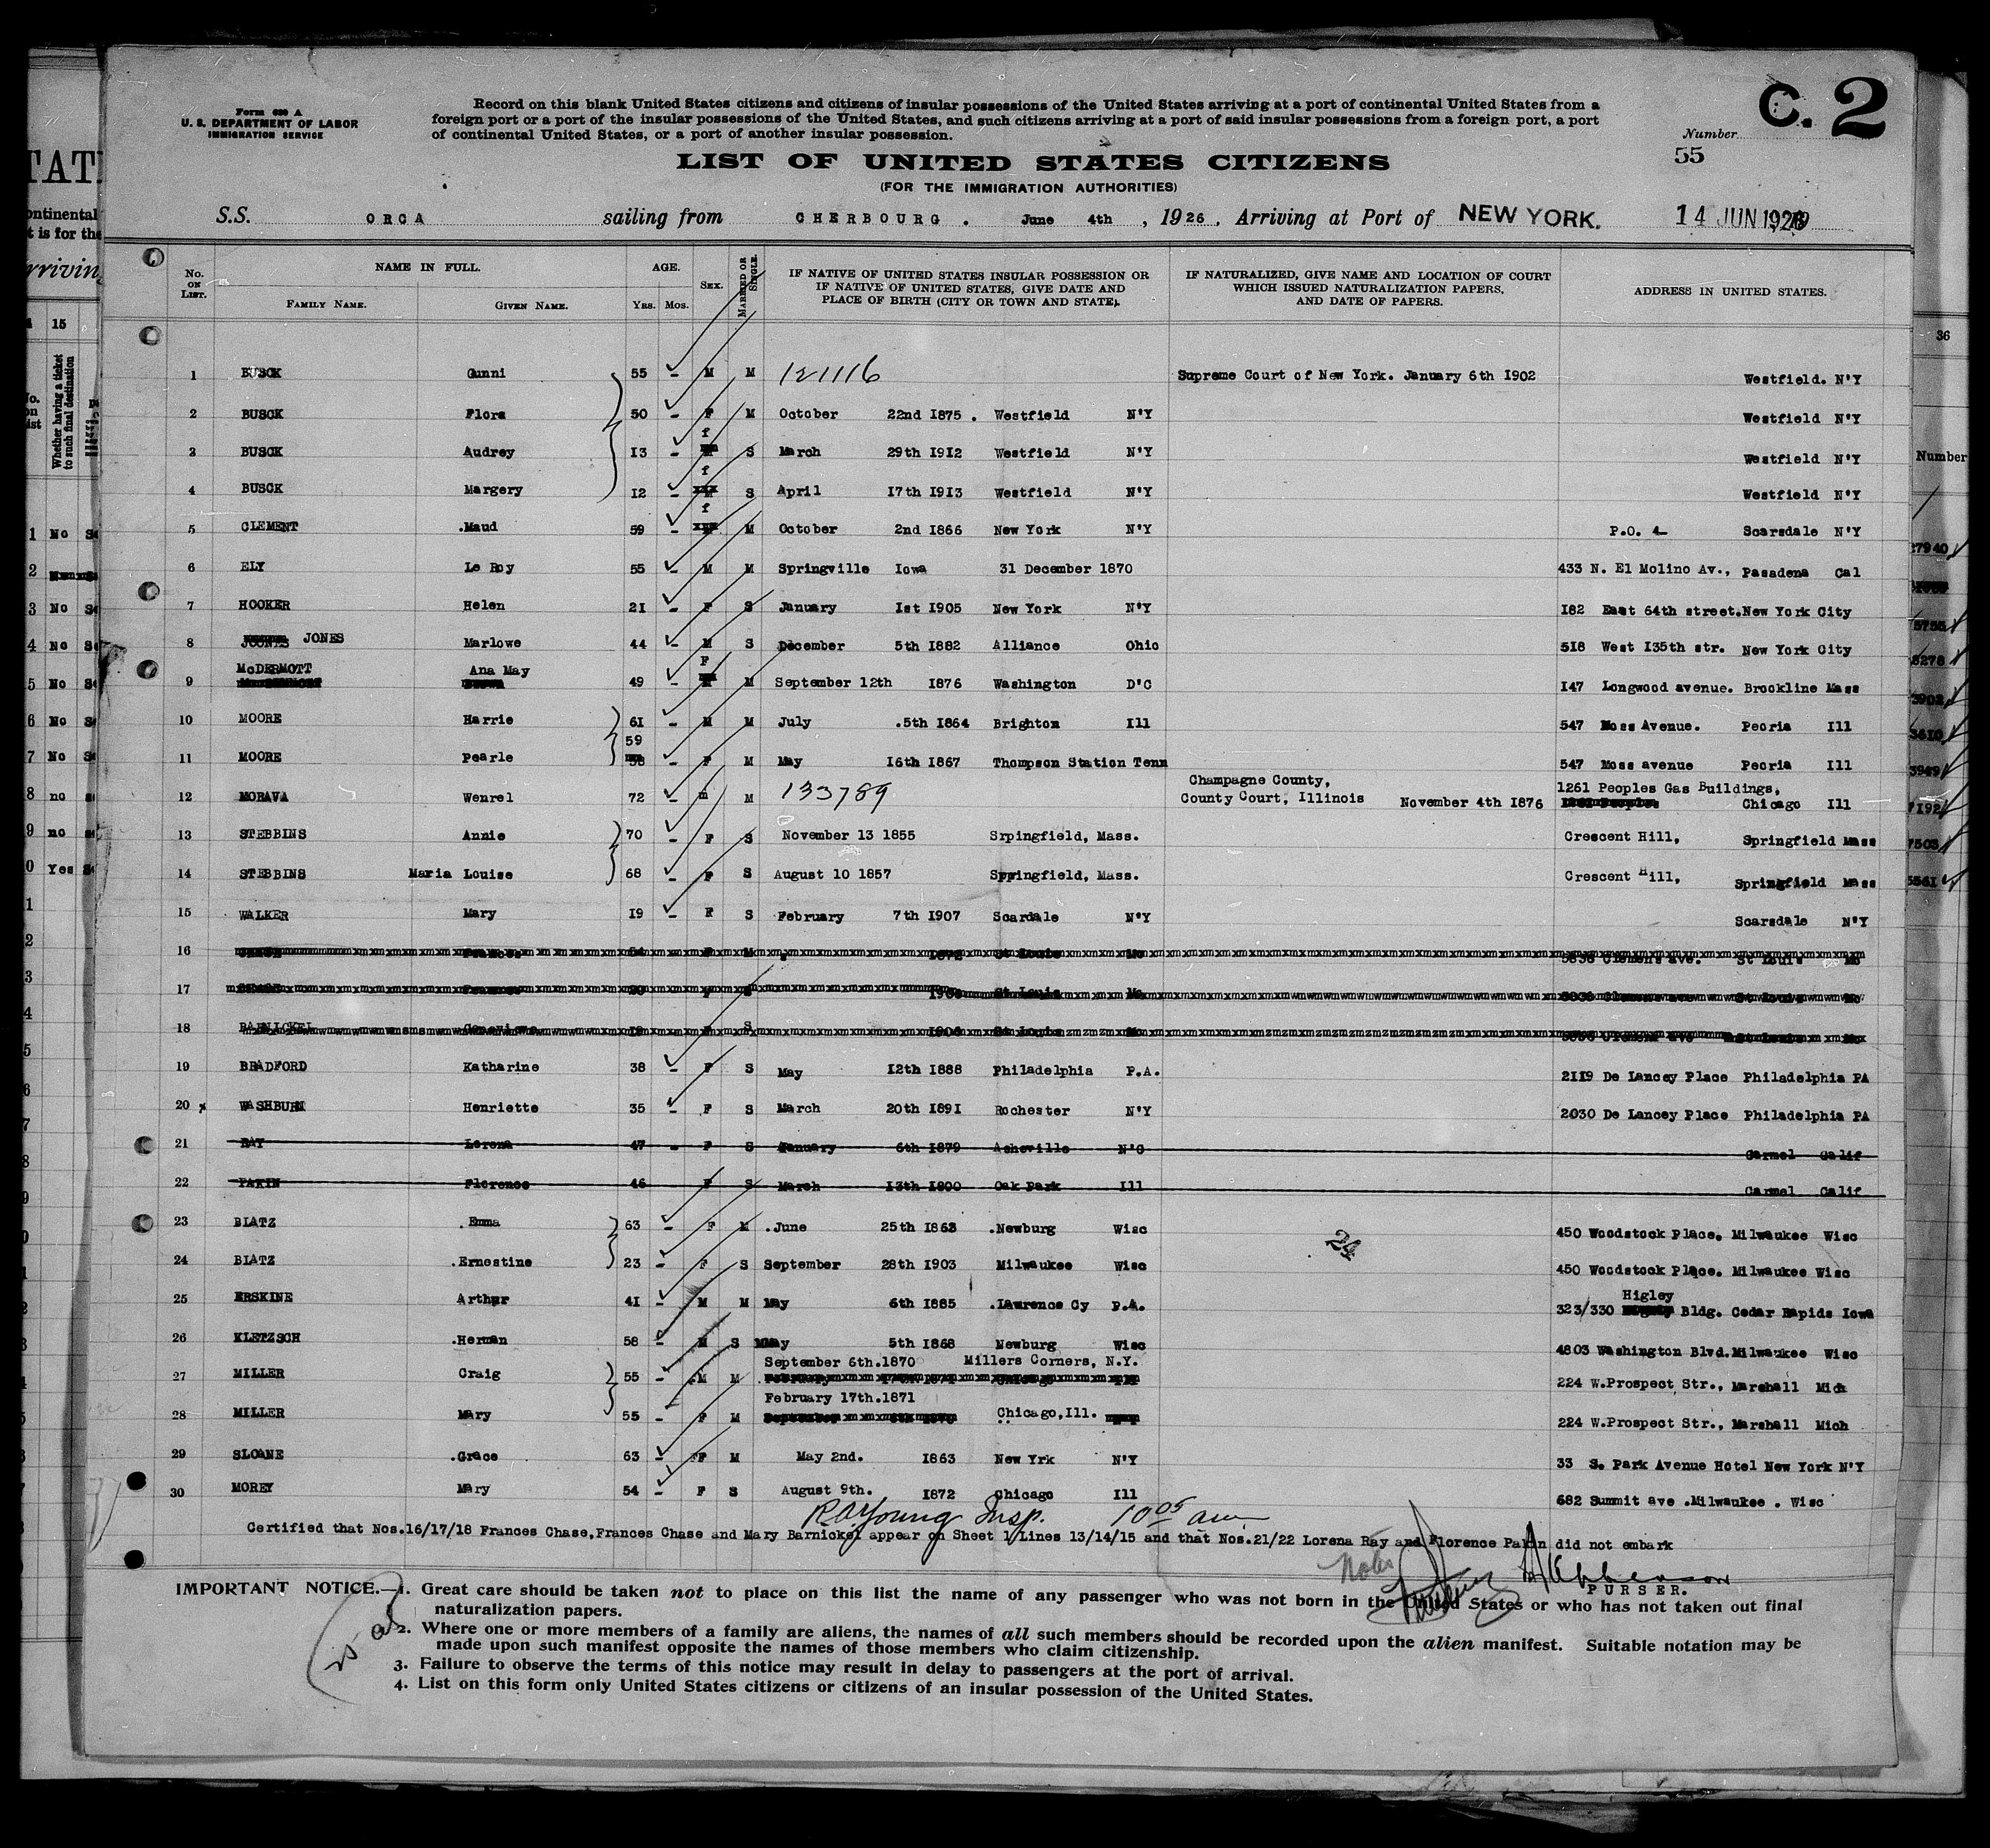 Form 630 A
U. S. DEPARTMENT OF LABOR
IMMIGRATION SERVICE
Record on this blank United States citizens and citizens of insular possessions of the United States arriving at a port of continental United States from a
foreign port or a port of the insular possessions of the United States, and such citizens arriving at a port of said insular possessions from a foreign port, a port
of continental United States, or a port of another insular possession.
C. 2
Number
55
LIST OF UNITED STATES CITIZENS
(FOR THE IMMIGRATION AUTHORITIES)
S.S. ORCA sailing from CHERBOURG . June 4th , 1926 , Arriving at Port of NEW YORK. 14 JUN 1926
No. ON LIST. NAME IN FULL. AGE. SEX. MARRIED OR SINGLE. IF NATIVE OF UNITED STATES INSULAR POSSESSION OR IF NATIVE OF UNITED STATES, GIVE DATE AND PLACE OF BIRTH (CITY OR TOWN AND STATE). IF NATURALIZED, GIVE NAME AND LOCATION OF COURT WHICH ISSUED NATURALIZATION PAPERS, AND DATE OF PAPERS. ADDRESS IN UNITED STATES.
FAMILY NAME. GIVEN NAME. YRS. MOS.
1 BUSCK Gunni 55 - M M 121116 Supreme Court of New York. January 6th 1902 Westfield. N'Y
2 BUSCK Flora 50 - F M October 22nd 1875 . Westfield N'Y Westfield N'Y
3 BUSCK Audrey 13 - f S March 29th 1912 Westfield N'Y Westfield N'Y
4 BUSCK Margery 12 - f S April 17th 1913 Westfield N'Y Westfield N'Y
5 CLEMENT .Maud 59 - f M October 2nd 1866 New York N'Y P.O. 4- Scarsdale N'Y
6 ELY Le Roy 55 - M M Springville Iowa 31 December 1870 433 N. El Molino Av., Pasadena Cal
7 HOOKER Helen 21 - F S January 1st 1905 New York N'Y 182 East 64th street.New York City
8 JONES Marlowe 44 - M S December 5th 1882 Alliance Ohio 518 West 135th str. New York City
9 McDERMOTT Ana May 49 - F M September 12th 1876 Washington D'C 147 Longwood avenue. Brookline Mass
10 MOORE Harrie 61 - M M July .5th 1864 Brighton Ill 547 Moss Avenue. Peoria Ill
11 MOORE Pearle 59 - F M May 16th 1867 Thompson Station Tenn 547 Moss avenue Peoria Ill
12 MORAVA Wenrel 72 - m M 133789 Champagne County, County Court, Illinois November 4th 1876 1261 Peoples Gas Buildings, Chicago Ill
13 STEBBINS Annie 70 - F S November 13 1855 Srpingfield, Mass. Crescent Hill, Springfield Mass
14 STEBBINS Maria Louise 68 - F S August 10 1857 Springfield, Mass. Crescent Hill, Springfield Mass
15 WALKER Mary 19 - F S February 7th 1907 Scardale N'Y Scarsdale N'Y
16 Frances 54 F M 1872 St Louis Mo 5838 Clemens ave. St Louis Mo
17 Frances F S St Louis Mo
18 BARNICKEL Genevieve 19 F S 1906 St Louis Mo
19 BRADFORD Katharine 38 - F S May 12th 1888 Philadelphia P.A. 2119 De Lancey Place Philadelphia PA
20 x WASHBURN Henriette 35 - F S March 20th 1891 Rochester N'Y 2030 De Lancey Place Philadelphia PA
21 RAY Lorena 47 - F S January 6th 1879 Asheville N'C Carmel Calif
22 PAKIN Florence 46 F S March 13th 1800 Oak Park Ill Carmel Calif
23 BLATZ .Emma 63 - F M .June 25th 1863 .Newburg Wisc 450 Woodstock Place. Milwaukee Wisc
24
24 BLATZ .Ernestine 23 - F S September 28th 1903 Milwaukee Wisc 450 Woodstock Place. Milwaukee Wisc
25 ERSKINE Arthur 41 - M M May 6th 1885 .Lawrence Cy P.A. 323/330 Higley Bldg. Cedar Rapids Iowa
26 KLETZSCH .Herman 58 - M S May 5th 1868 Newburg Wisc 4803 Washington Blvd.Milwaukee Wisc
27 MILLER Craig 55 - .M M September 6th.1870 Millers Corners, N.Y. 224 W.Prospect Str., Marshall Mich
28 MILLER Mary 55 - F M February 17th.1871 Chicago,Ill. 224 W.Prospect Str., Marshall Mich
29 SLOANE .Grace 63 - F M May 2nd. 1863 New Yrk N'Y 33 S. Park Avenue Hotel New York N'Y
30 MOREY Mary 54 - F S August 9th. 1872 Chicago Ill 682 Summit ave .Milwaukee . Wisc
RAYoung Insp. 10 05 am
Certified that Nos.16/17/18 Frances Chase,Frances Chase and Mary Barnickel appear on Sheet 1 Lines 13/14/15 and that Nos.21/22 Lorena Ray and Florence Pakin did not embark
PURSER.
IMPORTANT NOTICE.—1. Great care should be taken not to place on this list the name of any passenger who was not born in the United States or who has not taken out final
naturalization papers.
2. Where one or more members of a family are aliens, the names of all such members should be recorded upon the alien manifest. Suitable notation may be
made upon such manifest opposite the names of those members who claim citizenship.
3. Failure to observe the terms of this notice may result in delay to passengers at the port of arrival.
4. List on this form only United States citizens or citizens of an insular possession of the United States.